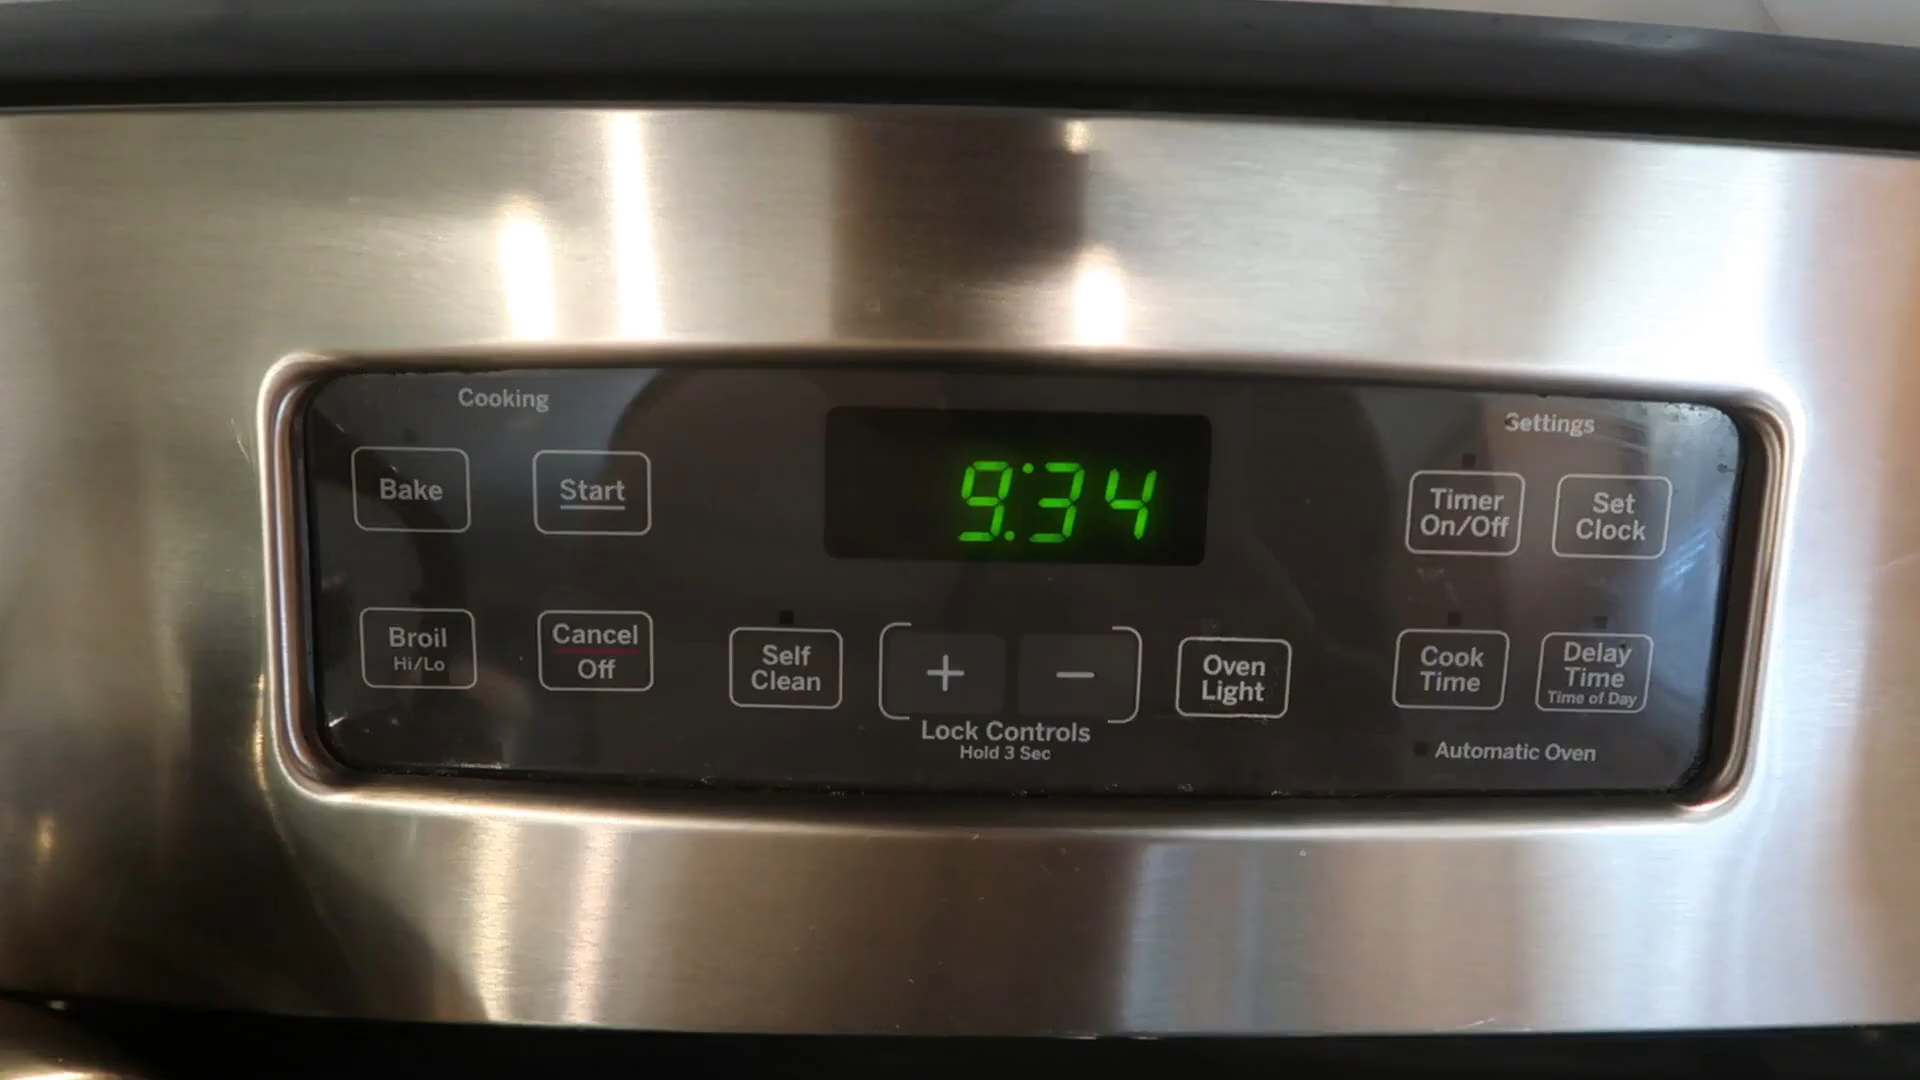 Cooking
Settings
Bake
Start
9:34
Timer
On/Off
Set
Clock
Broil
Hi/Lo
Cancel
Off
Self
Clean
+
−
Lock Controls
Hold 3 Sec
Oven
Light
Cook
Time
Delay
Time
Time of Day
Automatic Oven